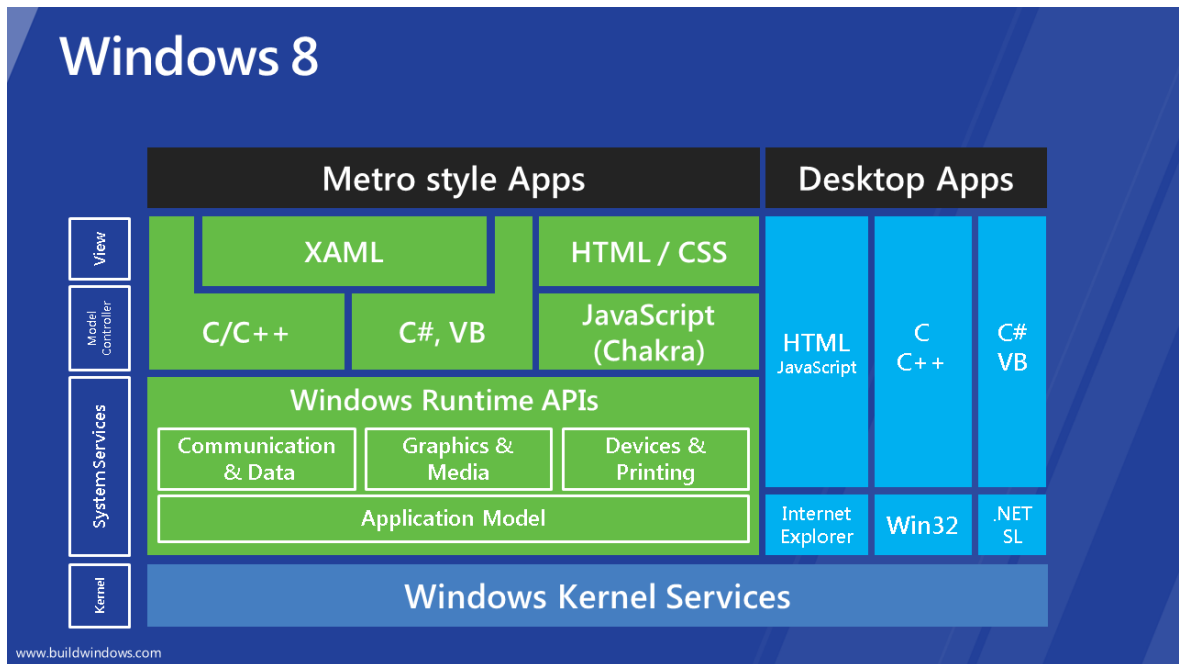 Windows 8
Metro style Apps
Desktop Apps
View
XAML
HTML / CSS
Model
Controller
C/C++
C#, VB
JavaScript
(Chakra)
HTML
JavaScript
C
C++
C#
VB
System Services
Windows Runtime APIs
Communication
& Data
Graphics &
Media
Devices &
Printing
Application Model
Internet
Explorer
Win32
.NET
SL
Kernel
Windows Kernel Services
www.buildwindows.com